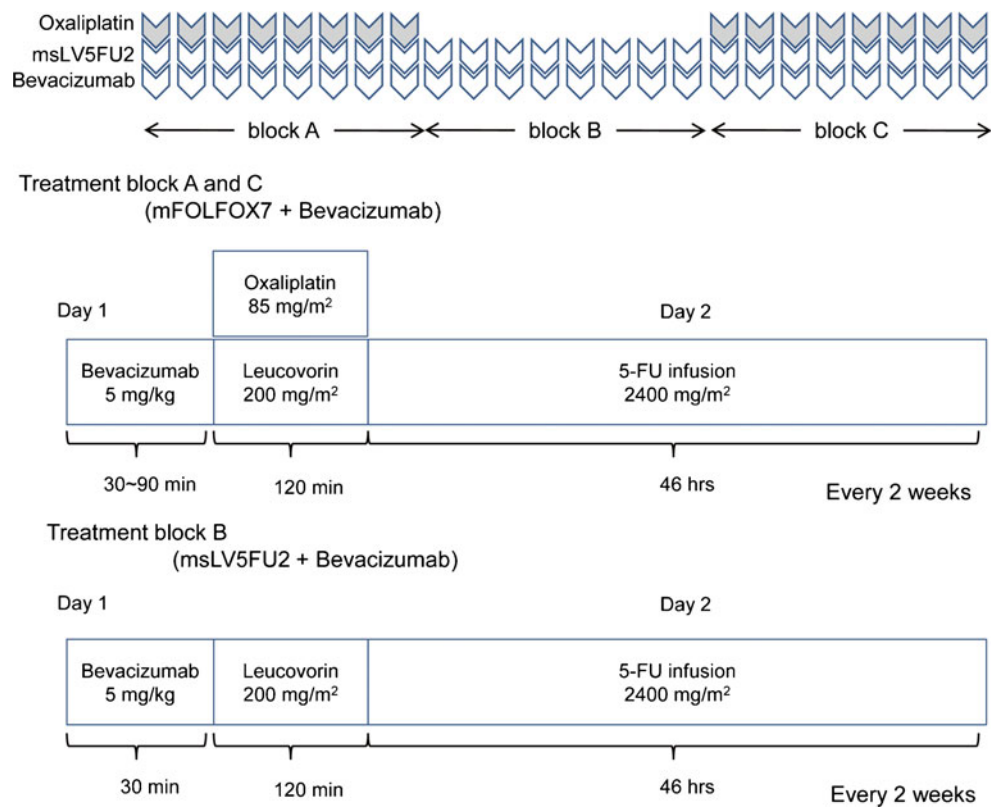 Oxaliplatin
msLV5FU2
Bevacizumab
block A block B block C
Treatment block A and C
(mFOLFOX7 + Bevacizumab)
Oxaliplatin
85 mg/m²
Day 1 Day 2
Bevacizumab Leucovorin 5-FU infusion
5 mg/kg 200 mg/m² 2400 mg/m²
30~90 min 120 min 46 hrs Every 2 weeks
Treatment block B
(msLV5FU2 + Bevacizumab)
Day 1 Day 2
Bevacizumab Leucovorin 5-FU infusion
5 mg/kg 200 mg/m² 2400 mg/m²
30 min 120 min 46 hrs Every 2 weeks